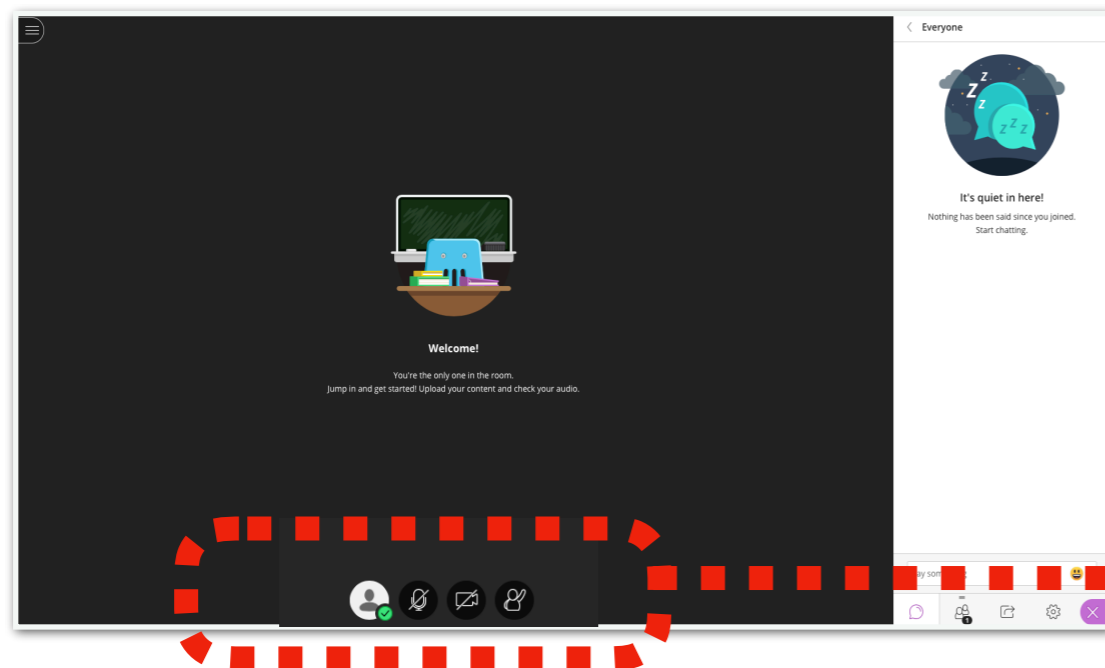 Everyone
z
Z
z
z z z
It's quiet in here!
Nothing has been said since you joined.
Start chatting.
Welcome!
You're the only one in the room.
Jump in and get started! Upload your content and check your audio.
1